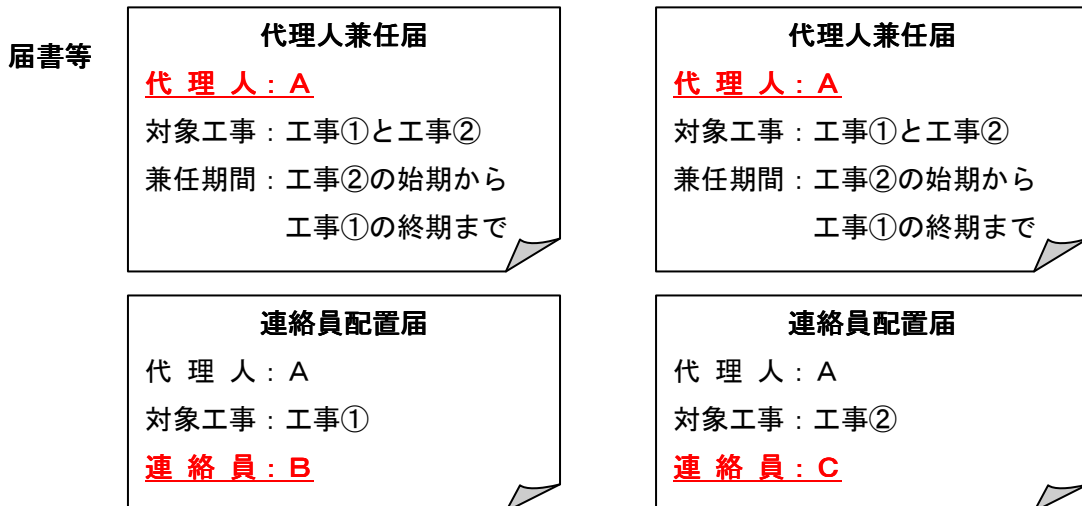 届書等
代理人兼任届
代 理 人：Ａ
対象工事：工事①と工事②
兼任期間：工事②の始期から
工事①の終期まで
代理人兼任届
代 理 人：Ａ
対象工事：工事①と工事②
兼任期間：工事②の始期から
工事①の終期まで
連絡員配置届
代 理 人：Ａ
対象工事：工事①
連 絡 員：Ｂ
連絡員配置届
代 理 人：Ａ
対象工事：工事②
連 絡 員：Ｃ